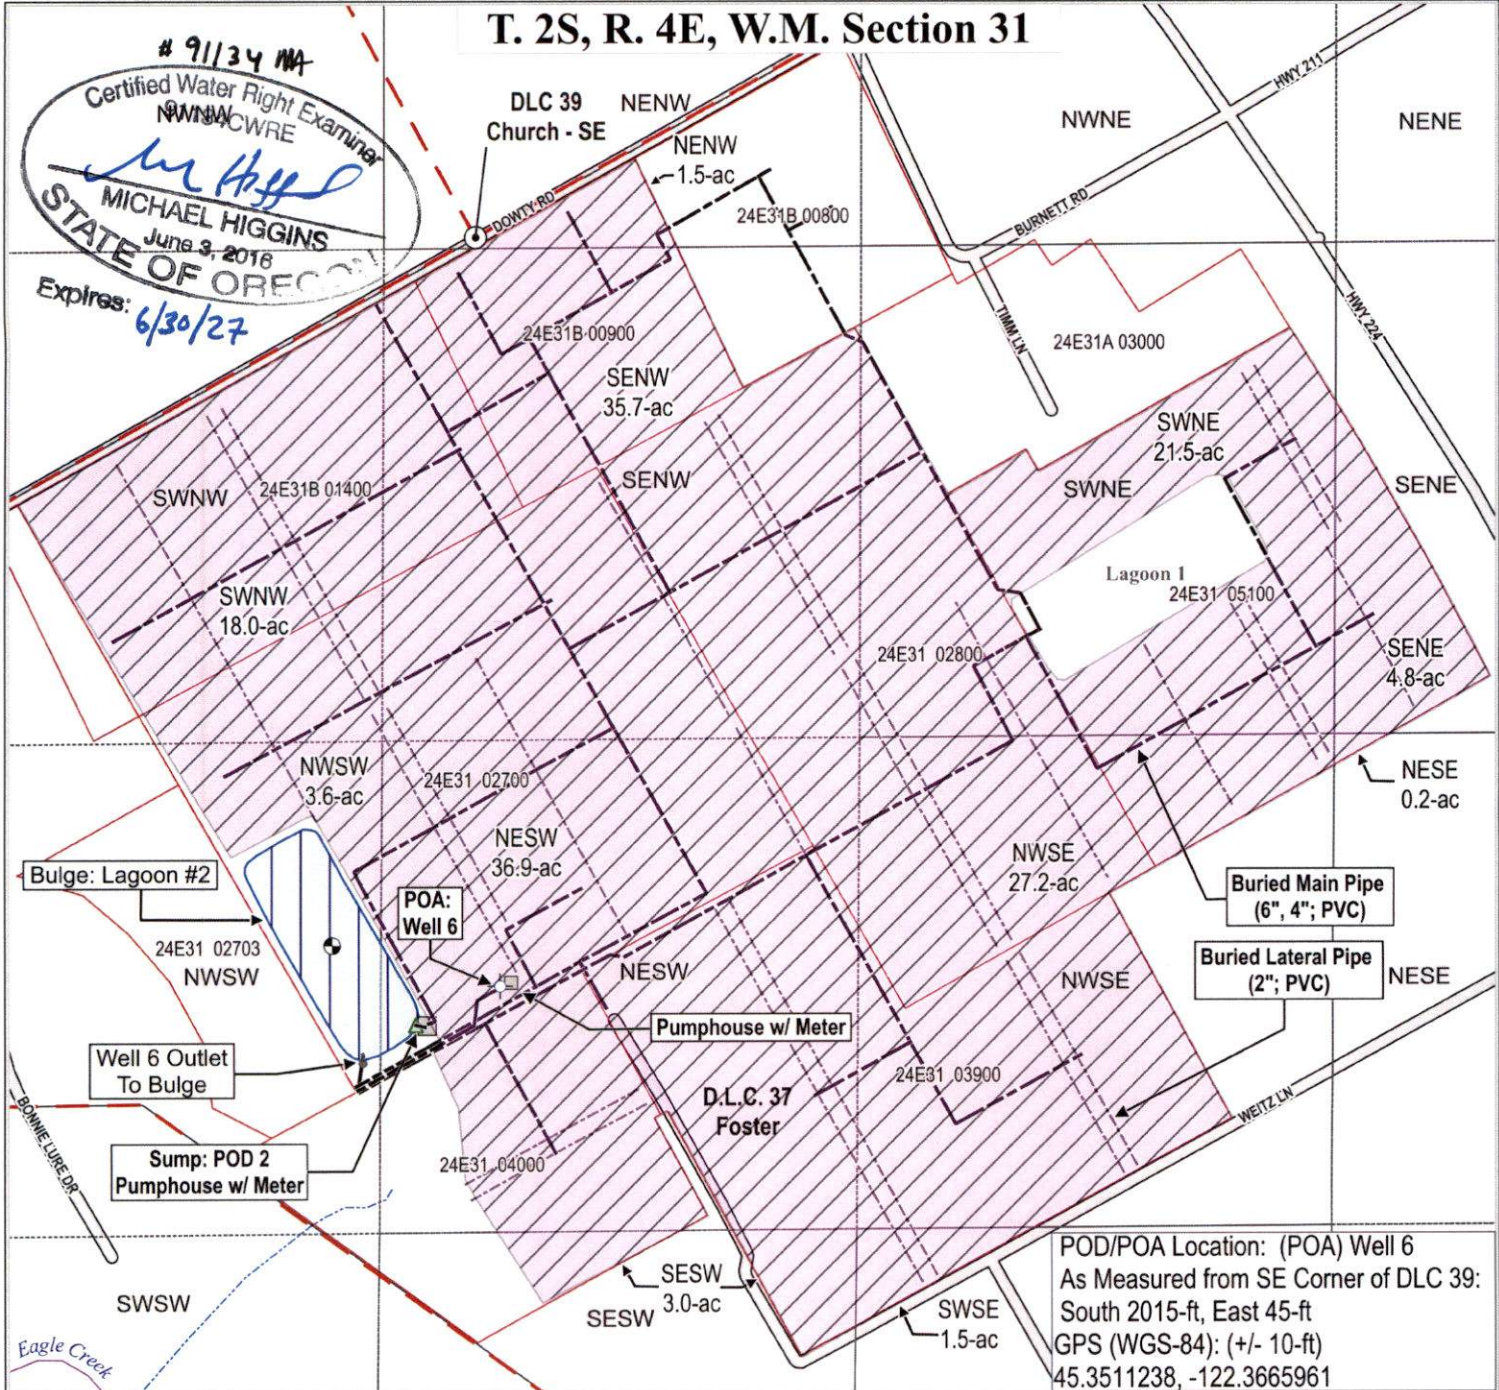 T. 2S, R. 4E, W.M. Section 31
# 91134 MA
Certified Water Right Examiner
NWNW
CWRE
MICHAEL HIGGINS
June 3, 2016
STATE OF OREGON
Expires: 6/30/27
DLC 39
Church - SE
NENW
NENW
1.5-ac
NWNE
NENE
HWY 211
DOWTY RD
24E31B 00800
BURNETT RD
HWY 224
TIMM LN
24E31A 03000
24E31B 00900
SENW
35.7-ac
SWNE
21.5-ac
SENW
SWNE
SENE
SWNW
24E31B 01400
Lagoon 1
24E31 05100
SWNW
18.0-ac
24E31 02800
SENE
4.8-ac
NWSW
3.6-ac
24E31 02700
NESE
0.2-ac
NESW
36.9-ac
NWSE
27.2-ac
Bulge: Lagoon #2
POA:
Well 6
Buried Main Pipe
(6", 4"; PVC)
24E31 02703
NWSW
NESW
NWSE
Buried Lateral Pipe
(2"; PVC)
NESE
Pumphouse w/ Meter
Well 6 Outlet
To Bulge
24E31 03900
D.L.C. 37
Foster
WEITZ LN
BONNIE LURE DR
Sump: POD 2
Pumphouse w/ Meter
24E31 04000
SESW
3.0-ac
SWSW
SESW
SWSE
1.5-ac
Eagle Creek
POD/POA Location: (POA) Well 6
As Measured from SE Corner of DLC 39:
South 2015-ft, East 45-ft
GPS (WGS-84): (+/- 10-ft)
45.3511238, -122.3665961